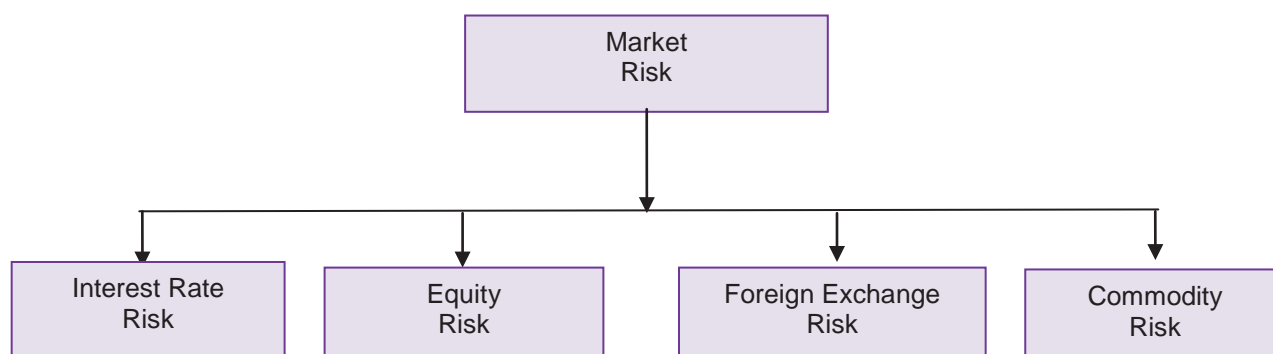 Market
Risk
Interest Rate
Risk
Equity
Risk
Foreign Exchange
Risk
Commodity
Risk